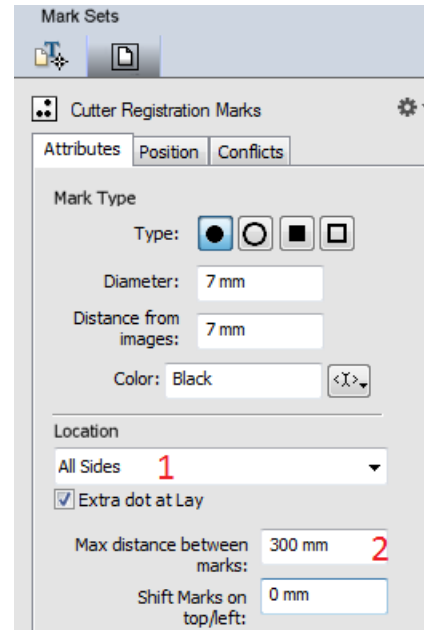 Mark Sets
Cutter Registration Marks
Attributes Position Conflicts
Mark Type
Type:
Diameter: 7 mm
Distance from
images: 7 mm
Color: Black <I>
Location
All Sides 1
Extra dot at Lay
Max distance between 300 mm 2
marks:
Shift Marks on 0 mm
top/left: